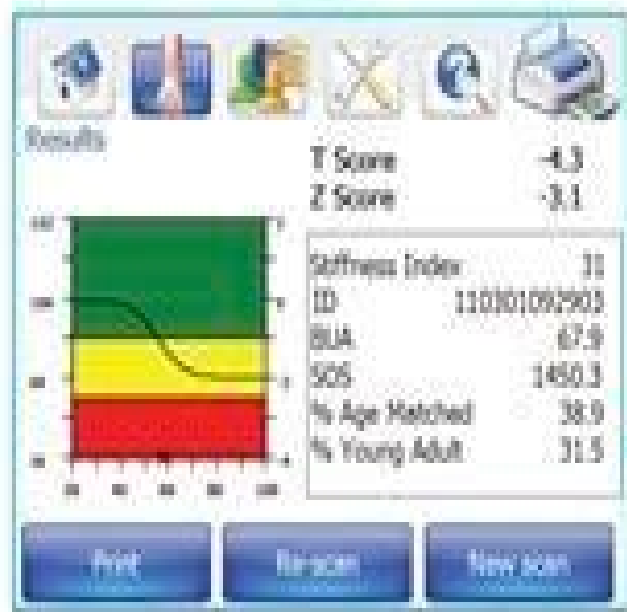 Results
T Score -4.3
Z Score -3.1
Stiffness Index 31
ID 110301092903
BUA 67.9
SOS 1450.3
% Age Matched 38.9
% Young Adult 31.5
Print
Re-scan
New scan